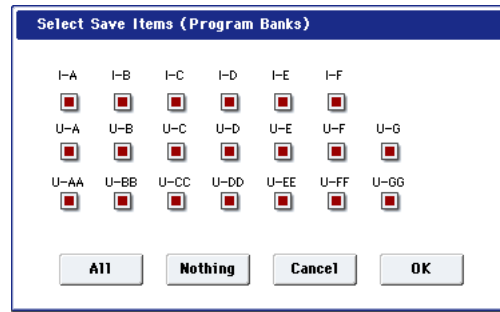 Select Save Items (Program Banks)
I-A I-B I-C I-D I-E I-F
U-A U-B U-C U-D U-E U-F U-G
U-AA U-BB U-CC U-DD U-EE U-FF U-GG
All Nothing Cancel OK